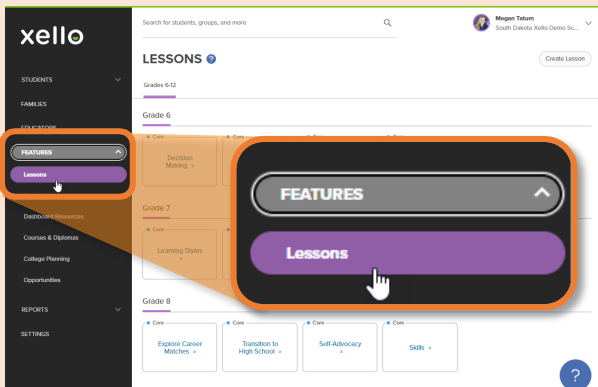 xello
Search for students, groups, and more
Megan Tatum
South Dakota Xello Demo Sc...
LESSONS ?
Create Lesson
STUDENTS
Grades 6-12
FAMILIES
Grade 6
EDUCATORS
Core
Core
Core
Core
FEATURES
Decision
Making »
Lessons
FEATURES
Lessons
Grade 7
Dashboard Resources
Core
Courses & Diplomas
Learning Styles
»
College Planning
Opportunities
Grade 8
REPORTS
Core
Core
Core
Core
SETTINGS
Explore Career
Matches »
Transition to
High School »
Self-Advocacy
»
Skills »
?